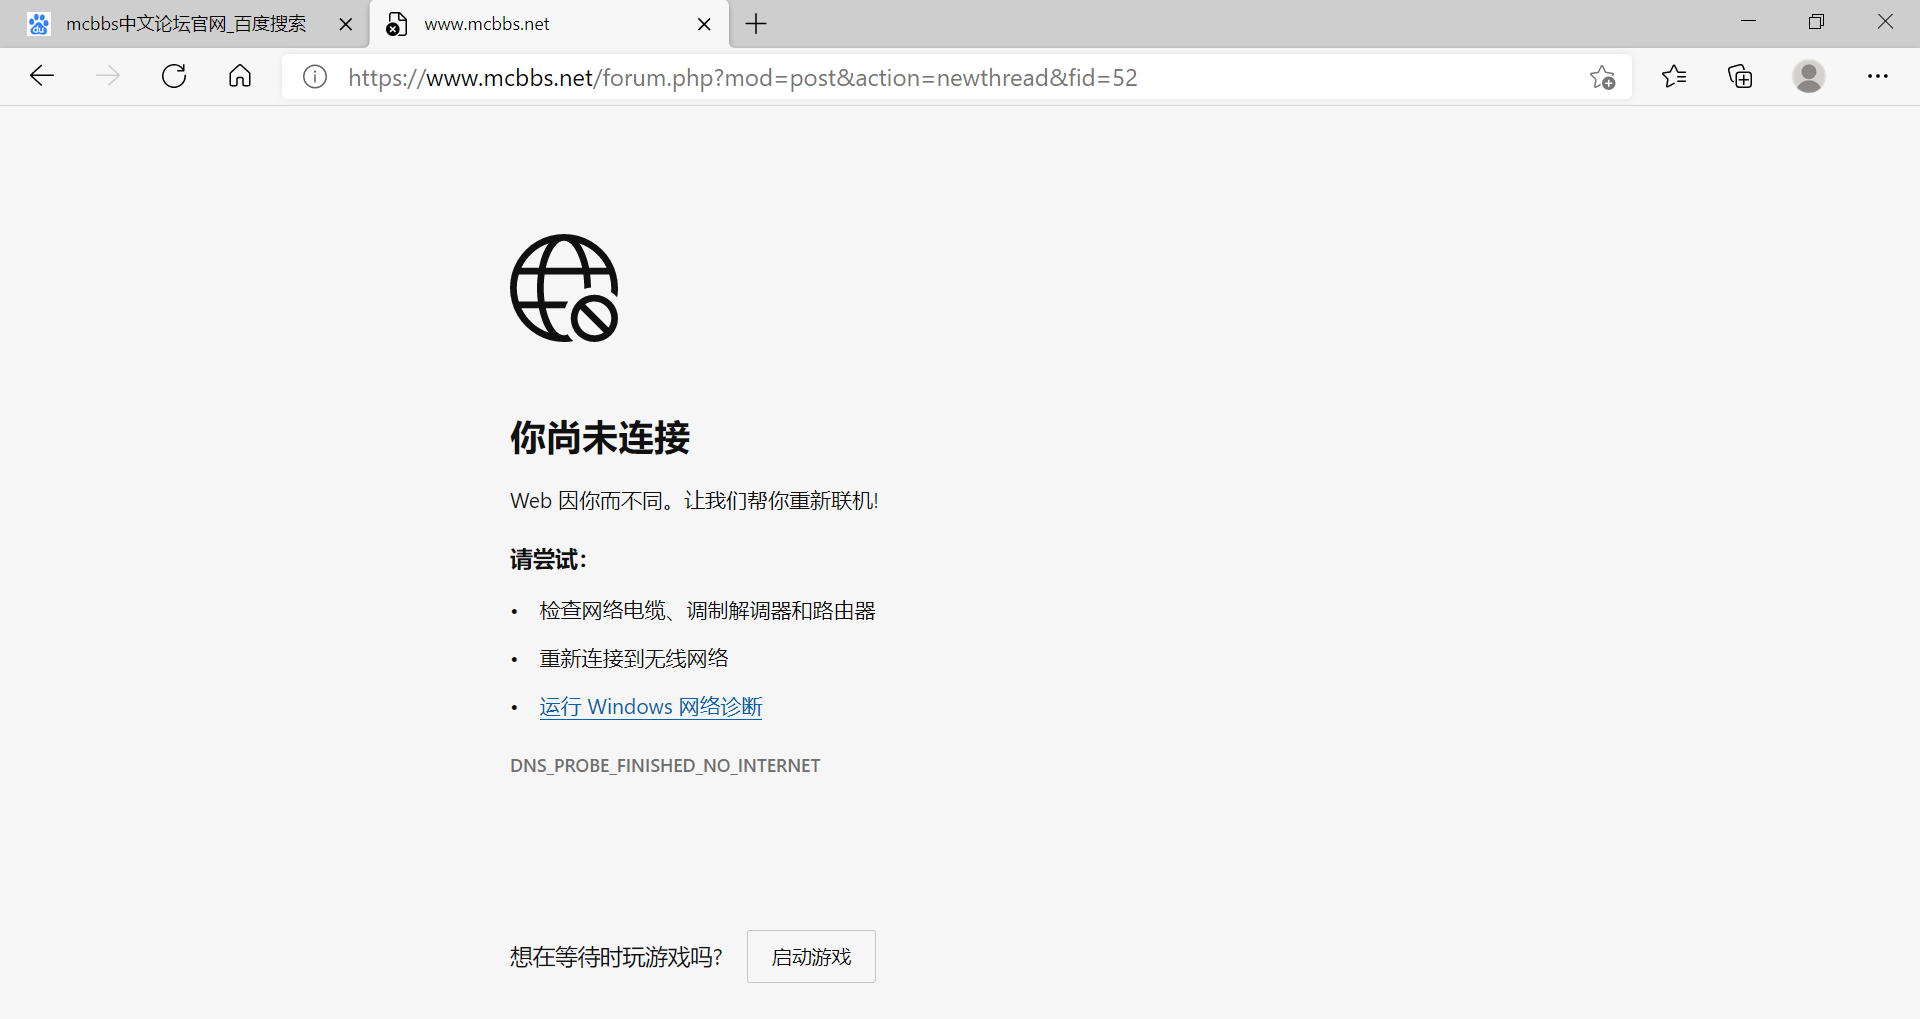 mcbbs中文论坛官网_百度搜索
www.mcbbs.net
https://www.mcbbs.net/forum.php?mod=post&action=newthread&fid=52
你尚未连接
Web 因你而不同。让我们帮你重新联机!
请尝试：
• 检查网络电缆、调制解调器和路由器
• 重新连接到无线网络
• 运行 Windows 网络诊断
DNS_PROBE_FINISHED_NO_INTERNET
想在等待时玩游戏吗? 启动游戏